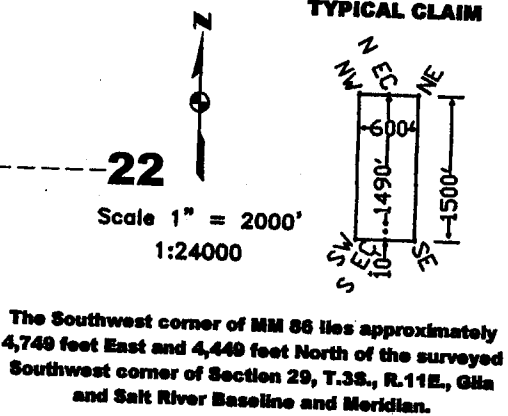 TYPICAL CLAIM
N
N EC
NW
NE
600'
22
1490'
1500'
Scale 1" = 2000'
1:24000
SW
S EC
10'
SE
The Southwest corner of MM 86 lies approximately
4,749 feet East and 4,449 feet North of the surveyed
Southwest corner of Section 29, T.3S., R.11E., Gila
and Salt River Baseline and Meridian.